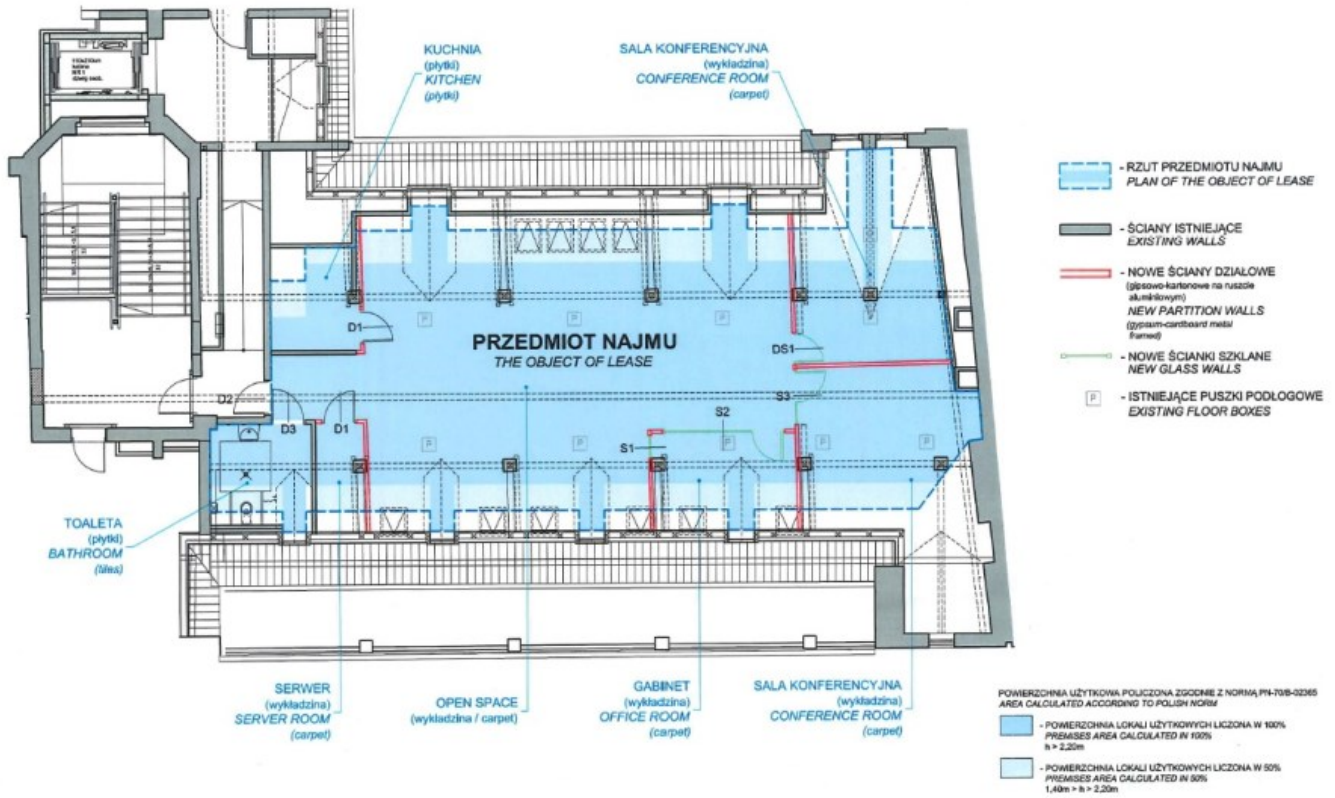 KUCHNIA
(płytki)
KITCHEN
(płytki)
SALA KONFERENCYJNA
(wykładzina)
CONFERENCE ROOM
(carpet)
- RZUT PRZEDMIOTU NAJMU
PLAN OF THE OBJECT OF LEASE
- ŚCIANY ISTNIEJĄCE
EXISTING WALLS
- NOWE ŚCIANY DZIAŁOWE
(gipsowo-kartonowe na ruszcie
aluminiowym)
NEW PARTITION WALLS
(gypsum-cardboard metal
framed)
- NOWE ŚCIANKI SZKLANE
NEW GLASS WALLS
P
- ISTNIEJĄCE PUSZKI PODŁOGOWE
EXISTING FLOOR BOXES
P
P
P
P
D1
PRZEDMIOT NAJMU
THE OBJECT OF LEASE
DS1
D2
S3
D3
D1
S2
S1
P
P
P
P
P
TOALETA
(płytki)
BATHROOM
(tiles)
SERWER
(wykładzina)
SERVER ROOM
(carpet)
OPEN SPACE
(wykładzina / carpet)
GABINET
(wykładzina)
OFFICE ROOM
(carpet)
SALA KONFERENCYJNA
(wykładzina)
CONFERENCE ROOM
(carpet)
POWIERZCHNIA UŻYTKOWA POLICZONA ZGODNIE Z NORMĄ PN-70/B-02365
AREA CALCULATED ACCORDING TO POLISH NORM
- POWIERZCHNIA LOKALI UŻYTKOWYCH LICZONA W 100%
PREMISES AREA CALCULATED IN 100%
h > 2,20m
- POWIERZCHNIA LOKALI UŻYTKOWYCH LICZONA W 50%
PREMISES AREA CALCULATED IN 50%
1,40m > h > 2,20m